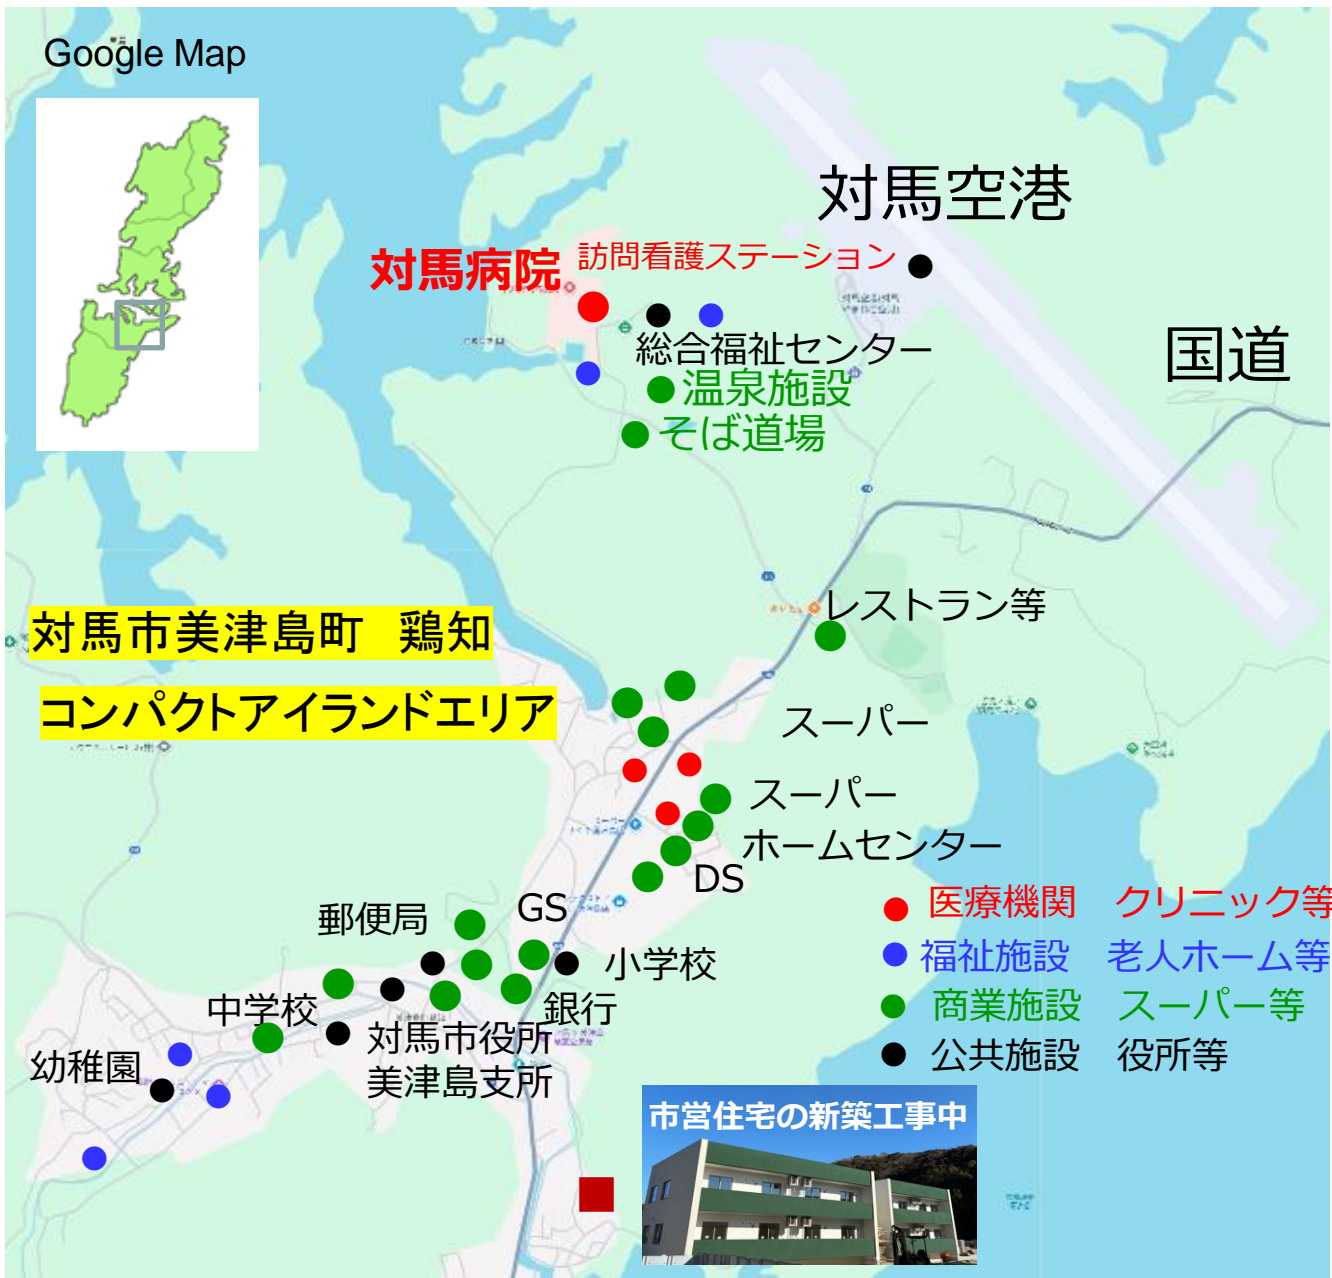 Google Map
対馬空港
対馬病院
訪問看護ステーション
国道
総合福祉センター
温泉施設
そば道場
レストラン等
対馬市美津島町　鶏知
コンパクトアイランドエリア
スーパー
スーパー
ホームセンター
DS
GS
郵便局
小学校
銀行
中学校
対馬市役所
美津島支所
幼稚園
医療機関　クリニック等
福祉施設　老人ホーム等
商業施設　スーパー等
公共施設　役所等
市営住宅の新築工事中